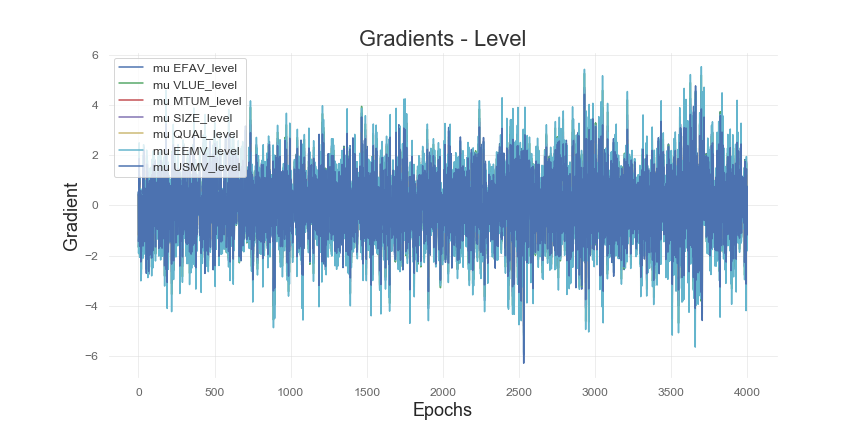 Gradients - Level
6
4
2
0
−2
−4
−6
Gradient
mu EFAV_level
mu VLUE_level
mu MTUM_level
mu SIZE_level
mu QUAL_level
mu EEMV_level
mu USMV_level
0 500 1000 1500 2000 2500 3000 3500 4000
Epochs